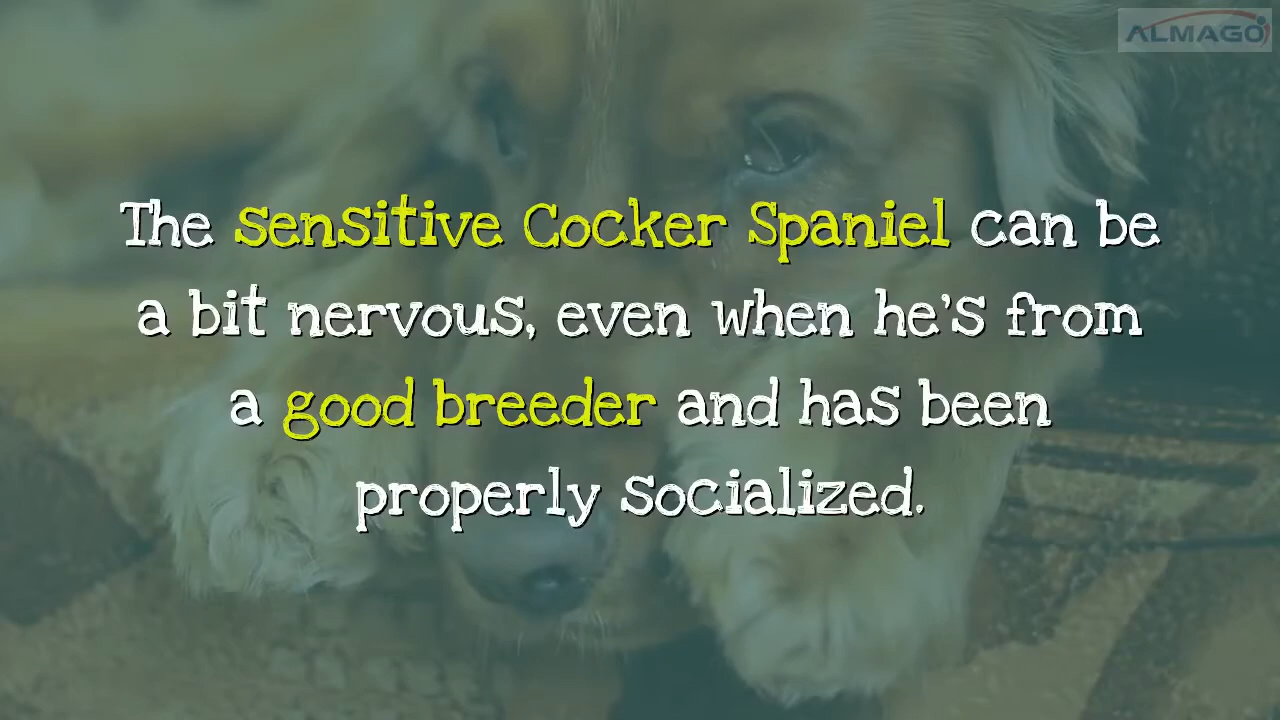 ALMAGO
The sensitive Cocker Spaniel can be
a bit nervous, even when he's from
a good breeder and has been
properly socialized.